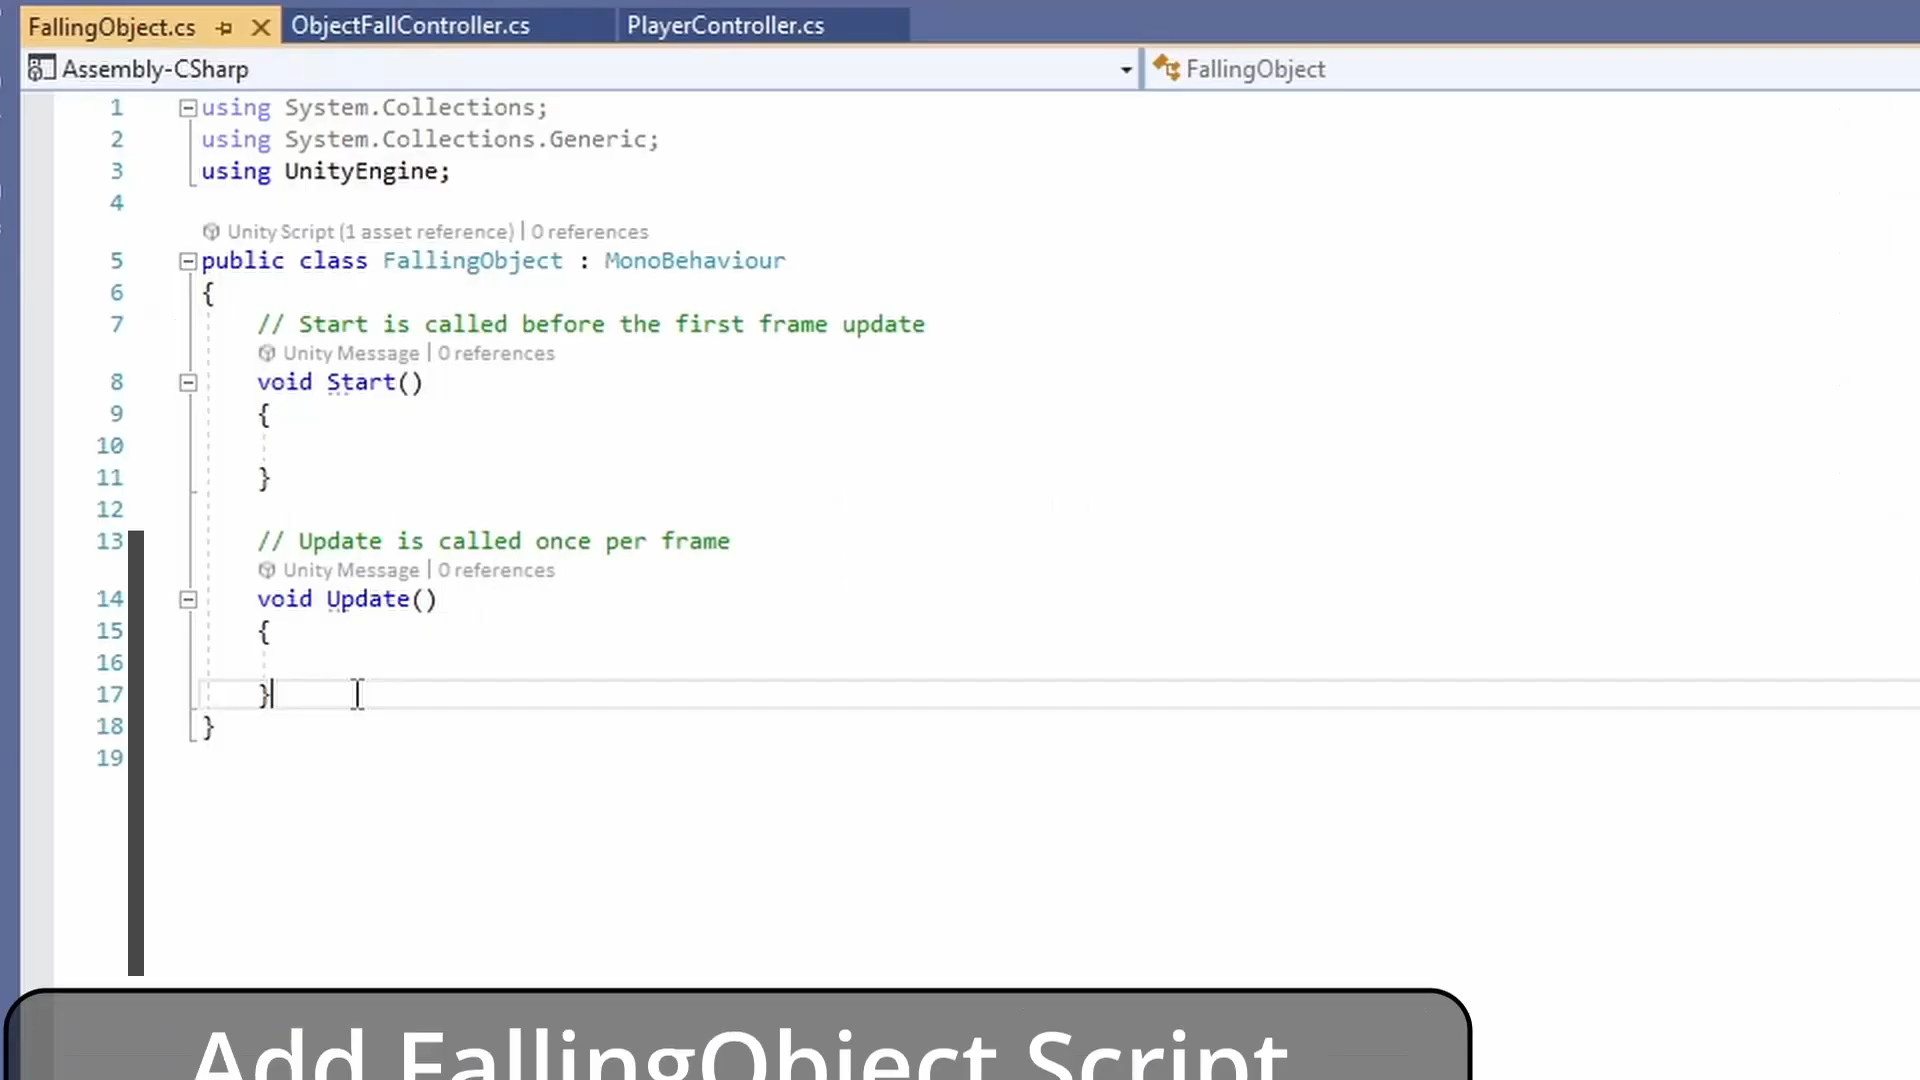 FallingObject.cs ObjectFallController.cs PlayerController.cs
Assembly-CSharp FallingObject
1 using System.Collections;
2 using System.Collections.Generic;
3 using UnityEngine;
4
Unity Script (1 asset reference) | 0 references
5 public class FallingObject : MonoBehaviour
6 {
7 // Start is called before the first frame update
Unity Message | 0 references
8 void Start()
9 {
10
11 }
12
13 // Update is called once per frame
Unity Message | 0 references
14 void Update()
15 {
16
17 }
18 }
19
Add FallingObject Script